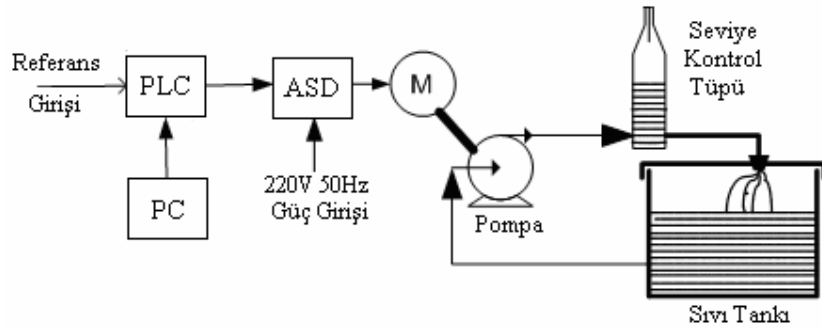 Referans
Girişi
PLC
ASD
M
PC
220V 50Hz
Güç Girişi
Pompa
Seviye
Kontrol
Tüpü
Sıvı Tankı